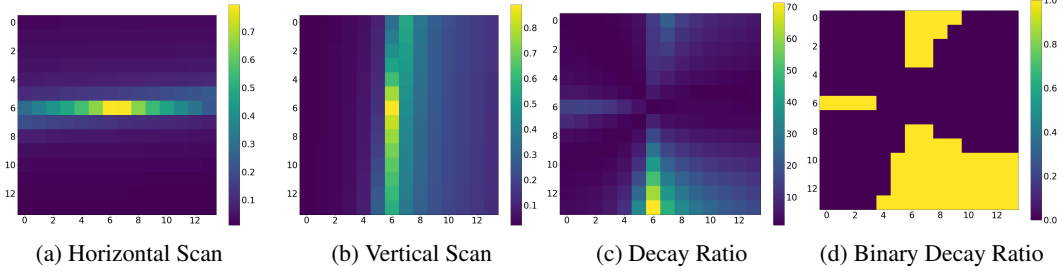 0 2 4 6 8 10 12
0 2 4 6 8 10 12
0.1 0.2 0.3 0.4 0.5 0.6 0.7
(a) Horizontal Scan
0 2 4 6 8 10 12
0 2 4 6 8 10 12
0.1 0.2 0.3 0.4 0.5 0.6 0.7 0.8
(b) Vertical Scan
0 2 4 6 8 10 12
0 2 4 6 8 10 12
10 20 30 40 50 60 70
(c) Decay Ratio
0 2 4 6 8 10 12
0 2 4 6 8 10 12
0.0 0.2 0.4 0.6 0.8 1.0
(d) Binary Decay Ratio